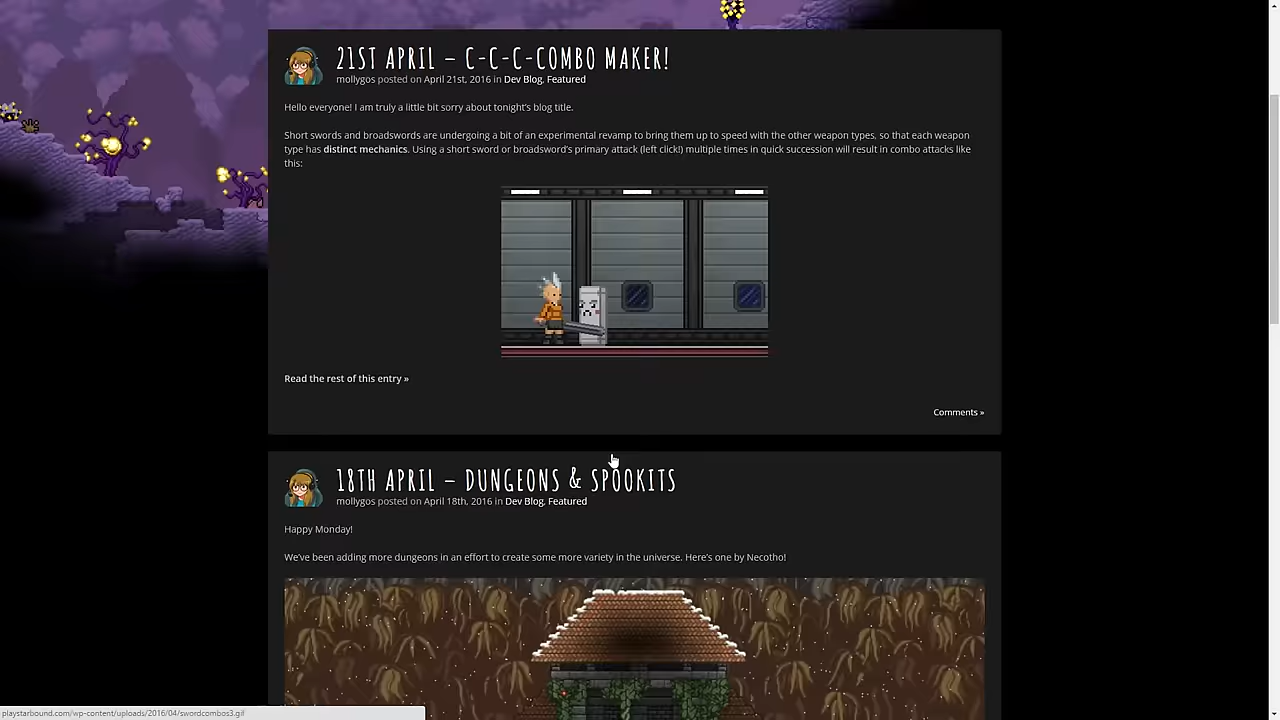 21ST APRIL – C-C-C-COMBO MAKER!
mollygos posted on April 21st, 2016 in Dev Blog, Featured
Hello everyone! I am truly a little bit sorry about tonight's blog title.
Short swords and broadswords are undergoing a bit of an experimental revamp to bring them up to speed with the other weapon types, so that each weapon
type has distinct mechanics. Using a short sword or broadsword's primary attack (left click!) multiple times in quick succession will result in combo attacks like
this:
Read the rest of this entry »
Comments »
18TH APRIL – DUNGEONS & SPOOKITS
mollygos posted on April 18th, 2016 in Dev Blog, Featured
Happy Monday!
We've been adding more dungeons in an effort to create some more variety in the universe. Here's one by Necotho!
playstarbound.com/wp-content/uploads/2016/04/swordcombos3.gif